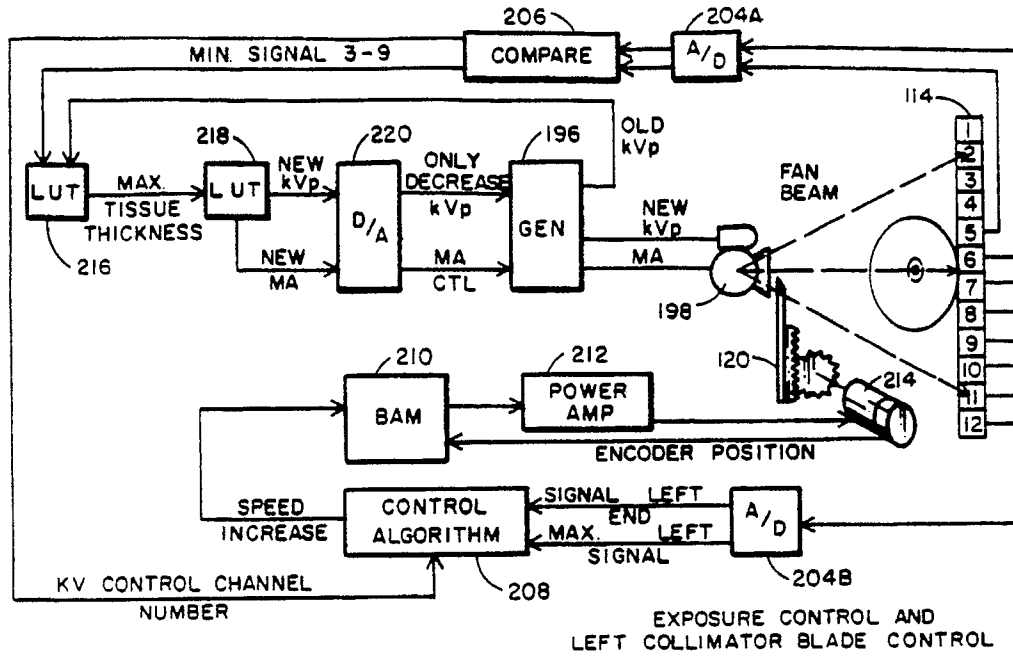 206
204A
COMPARE
A/D
MIN. SIGNAL 3-9
114
218
220
196
OLD
kVp
LUT
MAX.
TISSUE
THICKNESS
LUT
NEW
kVp
D/A
ONLY
DECREASE
kVp
GEN
FAN
BEAM
216
NEW
MA
MA
CTL
NEW
kVp
MA
198
1
2
3
4
5
6
7
8
9
10
11
12
210
212
120
214
BAM
POWER
AMP
ENCODER POSITION
SPEED
INCREASE
CONTROL
ALGORITHM
SIGNAL LEFT
END
MAX. LEFT
SIGNAL
A/D
KV CONTROL CHANNEL
NUMBER
208
204B
EXPOSURE CONTROL AND
LEFT COLLIMATOR BLADE CONTROL